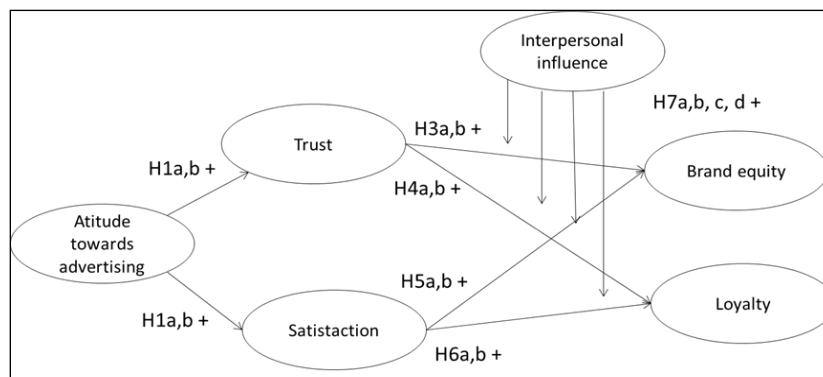 Interpersonal
influence
H7a,b, c, d +
H3a,b +
Trust
Brand equity
H1a,b +
H4a,b +
Atitude
towards
advertising
H5a,b +
H1a,b +
Satistaction
Loyalty
H6a,b +